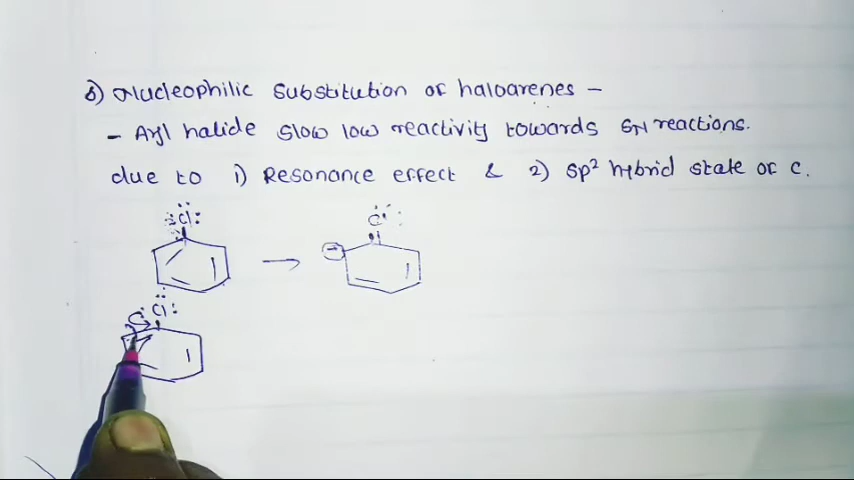 8) Nucleophilic substitution of haloarenes -
- Aryl halide slow low reactivity towards SN reactions.
due to 1) Resonance effect & 2) sp² hybrid state of C.
Cl Cl
Cl